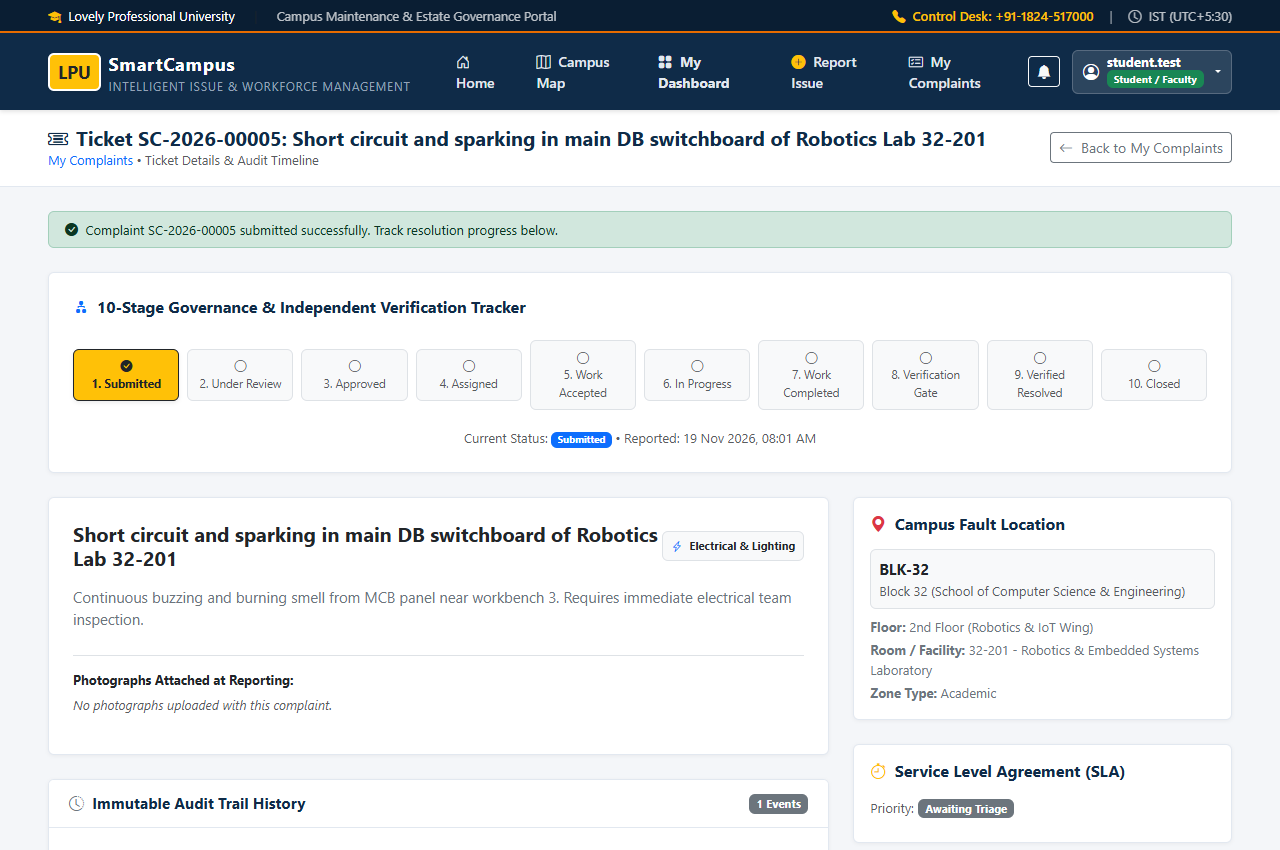 Lovely Professional University
Campus Maintenance & Estate Governance Portal
Control Desk: +91-1824-517000 | IST (UTC+5:30)
LPU
SmartCampus
INTELLIGENT ISSUE & WORKFORCE MANAGEMENT
Home
Campus Map
My Dashboard
Report Issue
My Complaints
student.test
Student / Faculty
Ticket SC-2026-00005: Short circuit and sparking in main DB switchboard of Robotics Lab 32-201
My Complaints • Ticket Details & Audit Timeline
Back to My Complaints
Complaint SC-2026-00005 submitted successfully. Track resolution progress below.
10-Stage Governance & Independent Verification Tracker
1. Submitted
2. Under Review
3. Approved
4. Assigned
5. Work Accepted
6. In Progress
7. Work Completed
8. Verification Gate
9. Verified Resolved
10. Closed
Current Status: Submitted • Reported: 19 Nov 2026, 08:01 AM
Short circuit and sparking in main DB switchboard of Robotics
Lab 32-201
Electrical & Lighting
Continuous buzzing and burning smell from MCB panel near workbench 3. Requires immediate electrical team
inspection.
Photographs Attached at Reporting:
No photographs uploaded with this complaint.
Immutable Audit Trail History
1 Events
Campus Fault Location
BLK-32
Block 32 (School of Computer Science & Engineering)
Floor: 2nd Floor (Robotics & IoT Wing)
Room / Facility: 32-201 - Robotics & Embedded Systems
Laboratory
Zone Type: Academic
Service Level Agreement (SLA)
Priority: Awaiting Triage